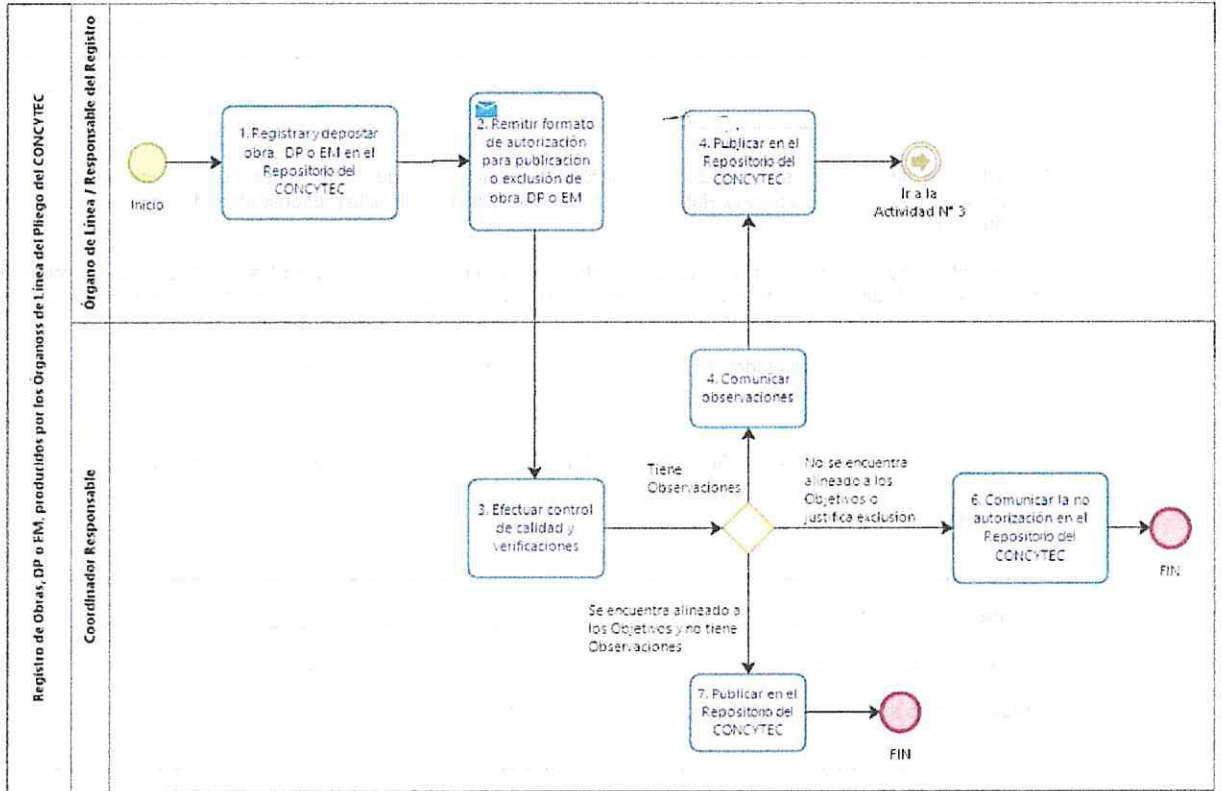 Registro de Obras, DP o EM, producidos por los Órganoss de Línea del Pliego del CONCYTEC
Órgano de Línea / Responsable del Registro
Inicio
1. Registrar y depostar
obra, DP o EM en el
Repositorio del
CONCYTEC
2. Remitir formato
de autorización
para publicación
o exclusión de
obra, DP o EM
4. Publicar en el
Repositorio del
CONCYTEC
Ir a la
Actividad N° 3
Coordinador Responsable
4. Comunicar
observaciones
Tiene
Observaciones
No se encuentra
alineado a los
Objetivos o
justifica exclusión
3. Efectuar control
de calidad y
verificaciones
6. Comunicar la no
autorización en el
Repositorio del
CONCYTEC
FIN
Se encuentra alineado a
los Objetivos y no tiene
Observaciones
7. Publicar en el
Repositorio del
CONCYTEC
FIN